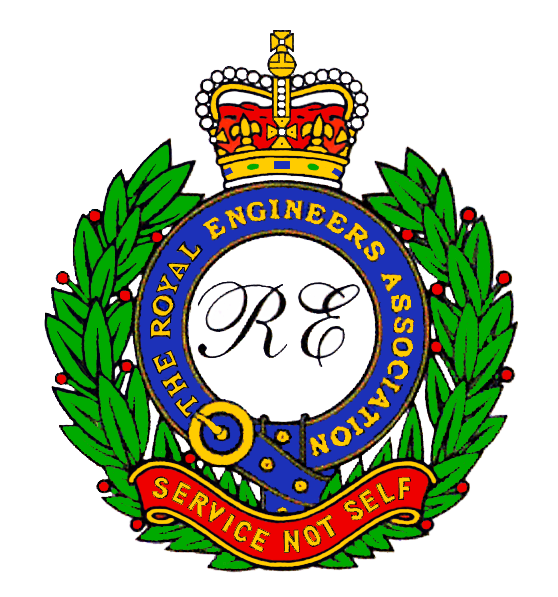 THE ROYAL ENGINEERS ASSOCIATION
RE
SERVICE NOT SELF